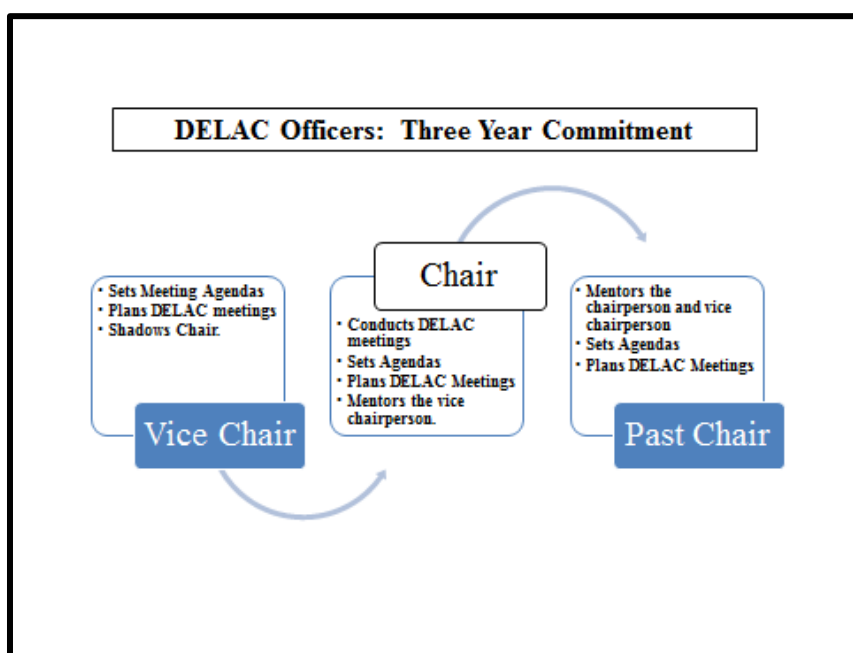 DELAC Officers:  Three Year Commitment
• Sets Meeting Agendas
• Plans DELAC meetings
• Shadows Chair.
Vice Chair
Chair
• Conducts DELAC
meetings
• Sets Agendas
• Plans DELAC Meetings
• Mentors the vice
chairperson.
• Mentors the
chairperson and vice
chairperson
• Sets Agendas
• Plans DELAC Meetings
Past Chair